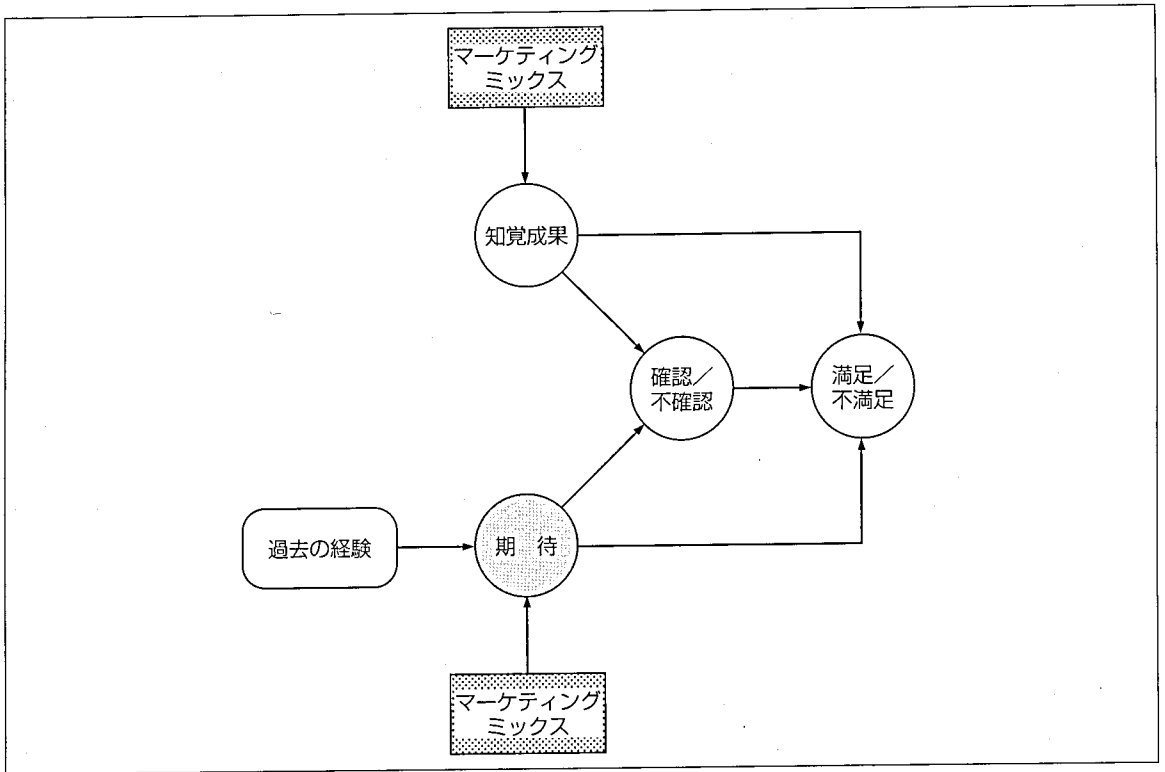 マーケティング
ミックス
知覚成果
確認／
不確認
満足／
不満足
過去の経験
期 待
マーケティング
ミックス